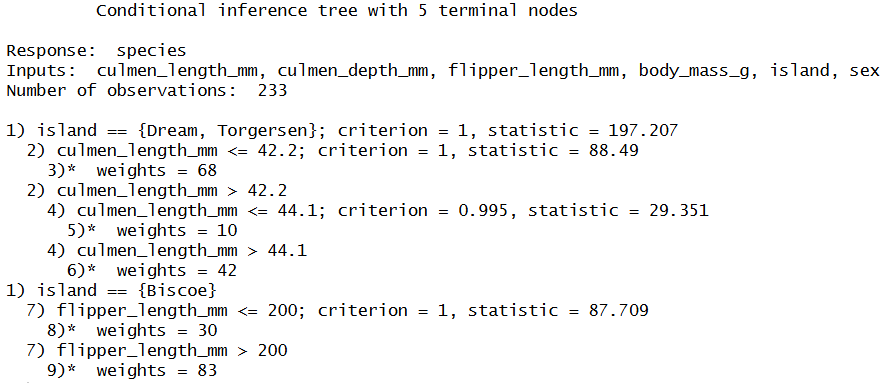 Conditional inference tree with 5 terminal nodes
Response:  species
Inputs:  culmen_length_mm, culmen_depth_mm, flipper_length_mm, body_mass_g, island, sex
Number of observations:  233
1) island == {Dream, Torgersen}; criterion = 1, statistic = 197.207
2) culmen_length_mm <= 42.2; criterion = 1, statistic = 88.49
3)*  weights = 68
2) culmen_length_mm > 42.2
4) culmen_length_mm <= 44.1; criterion = 0.995, statistic = 29.351
5)*  weights = 10
4) culmen_length_mm > 44.1
6)*  weights = 42
1) island == {Biscoe}
7) flipper_length_mm <= 200; criterion = 1, statistic = 87.709
8)*  weights = 30
7) flipper_length_mm > 200
9)*  weights = 83